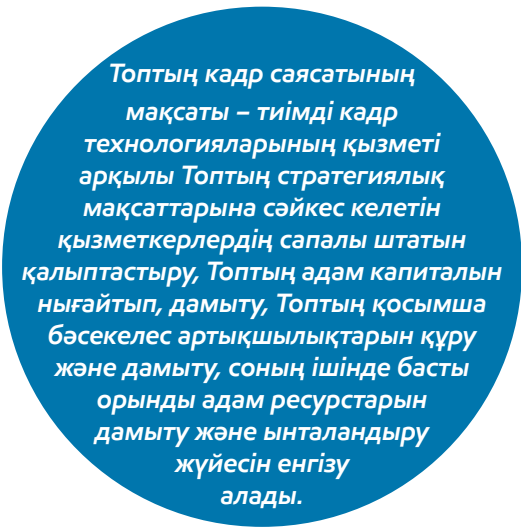 Топтың кадр саясатының
мақсаты – тиімді кадр
технологияларының қызметі
арқылы Топтың стратегиялық
мақсаттарына сәйкес келетін
қызметкерлердің сапалы штатын
қалыптастыру, Топтың адам капиталын
нығайтып, дамыту, Топтың қосымша
бәсекелес артықшылықтарын құру
және дамыту, соның ішінде басты
орынды адам ресурстарын
дамыту және ынталандыру
жүйесін енгізу
алады.